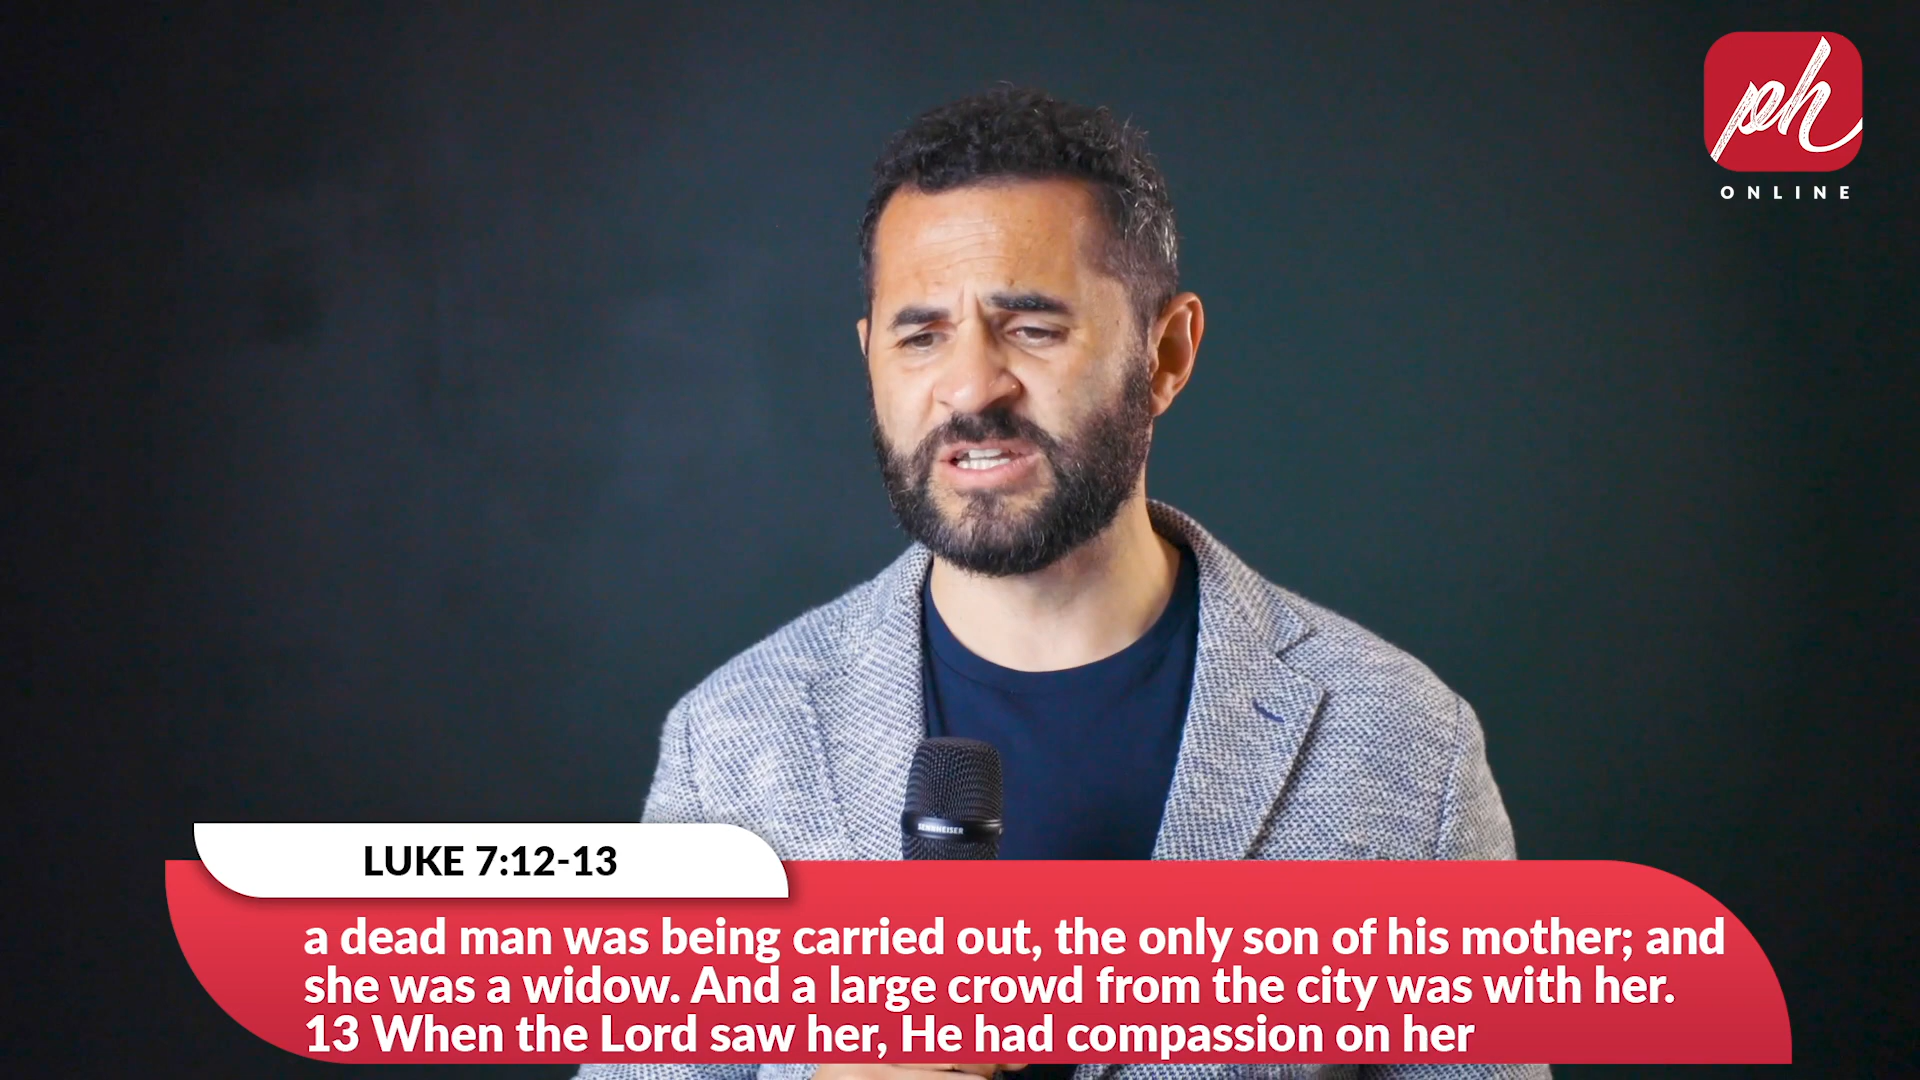 ph
ONLINE
SENNHEISER
LUKE 7:12-13
a dead man was being carried out, the only son of his mother; and
she was a widow. And a large crowd from the city was with her.
13 When the Lord saw her, He had compassion on her